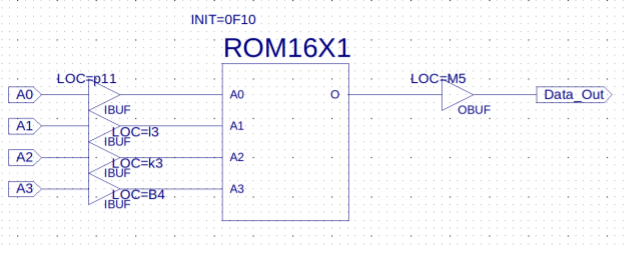 INIT=0F10
ROM16X1
LOC=p11
LOC=M5
A0
A0
O
Data_Out
IBUF
OBUF
A1
A1
LOC=l3
IBUF
A2
A2
LOC=k3
IBUF
A3
A3
LOC=B4
IBUF